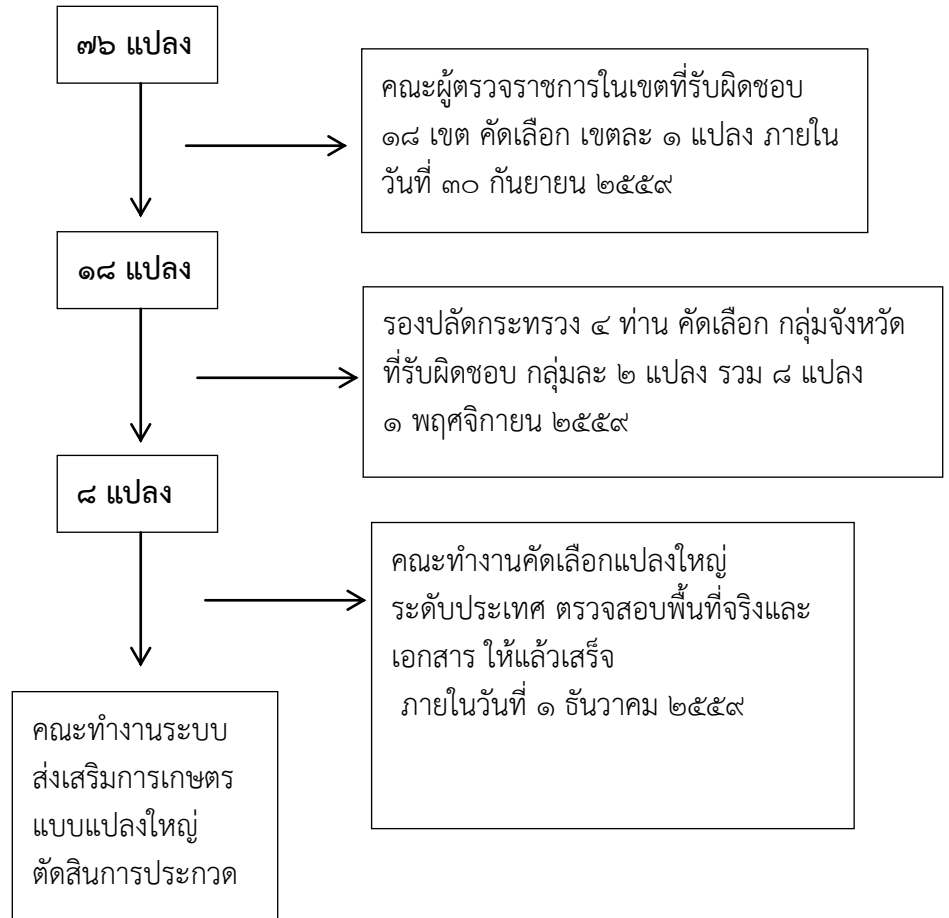 ๗๖ แปลง
คณะผู้ตรวจราชการในเขตที่รับผิดชอบ
๑๘ เขต คัดเลือก เขตละ ๑ แปลง ภายใน
วันที่ ๓๐ กันยายน ๒๕๕๙
๑๘ แปลง
รองปลัดกระทรวง ๔ ท่าน คัดเลือก กลุ่มจังหวัด
ที่รับผิดชอบ กลุ่มละ ๒ แปลง รวม ๘ แปลง
๑ พฤศจิกายน ๒๕๕๙
๘ แปลง
คณะทำงานคัดเลือกแปลงใหญ่
ระดับประเทศ ตรวจสอบพื้นที่จริงและ
เอกสาร ให้แล้วเสร็จ
ภายในวันที่ ๑ ธันวาคม ๒๕๕๙
คณะทำงานระบบ
ส่งเสริมการเกษตร
แบบแปลงใหญ่
ตัดสินการประกวด